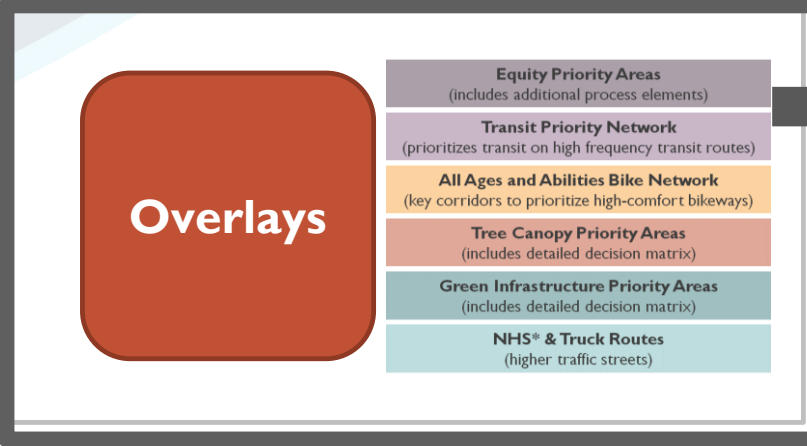 Overlays
Equity Priority Areas
(includes additional process elements)
Transit Priority Network
(prioritizes transit on high frequency transit routes)
All Ages and Abilities Bike Network
(key corridors to prioritize high-comfort bikeways)
Tree Canopy Priority Areas
(includes detailed decision matrix)
Green Infrastructure Priority Areas
(includes detailed decision matrix)
NHS* & Truck Routes
(higher traffic streets)